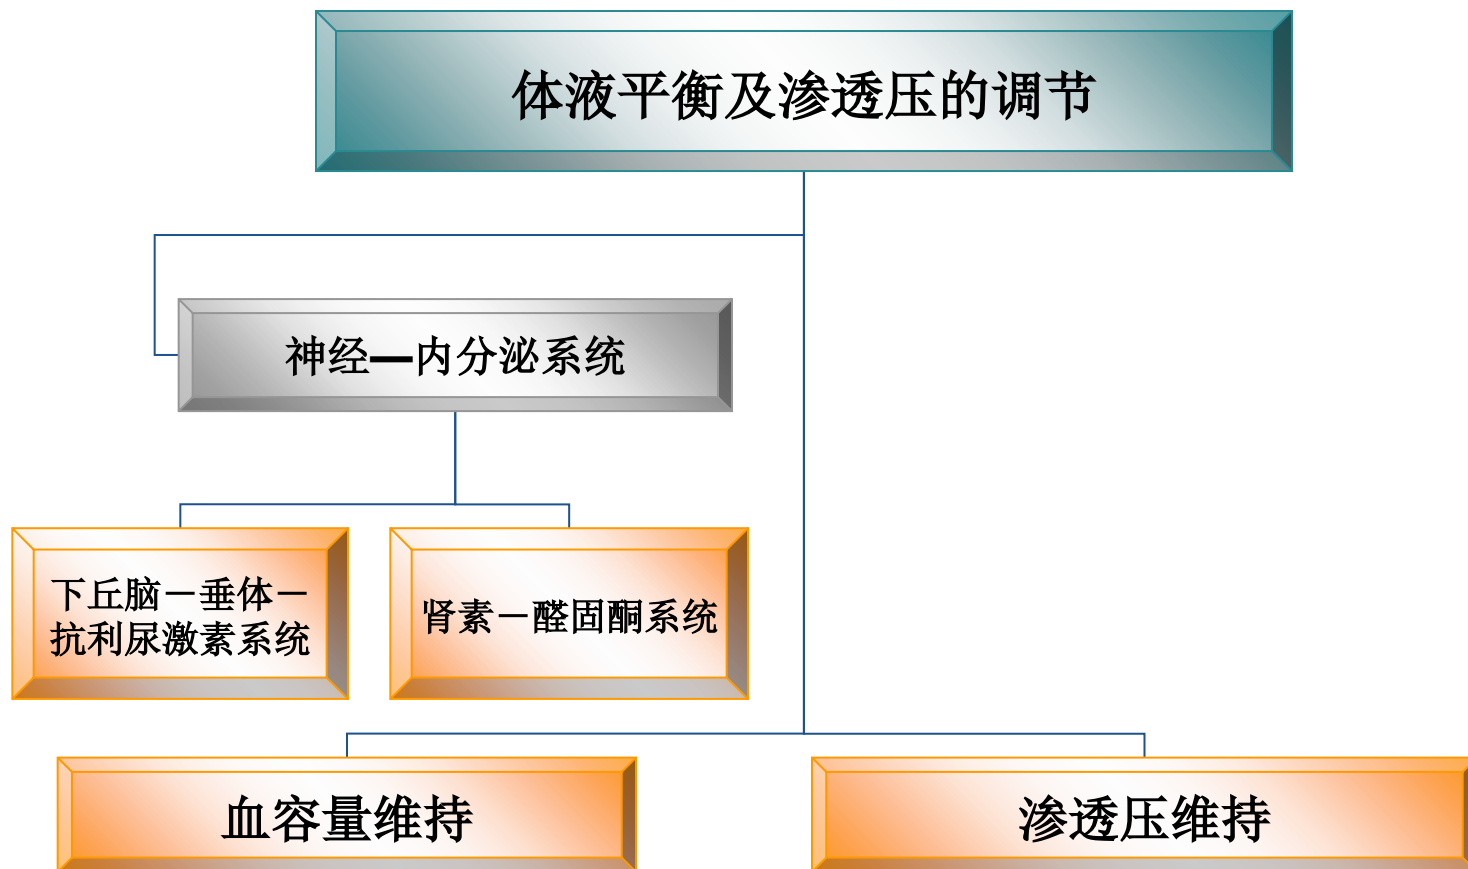 体液平衡及渗透压的调节
神经—内分泌系统
下丘脑－垂体－
抗利尿激素系统
肾素－醛固酮系统
血容量维持
渗透压维持